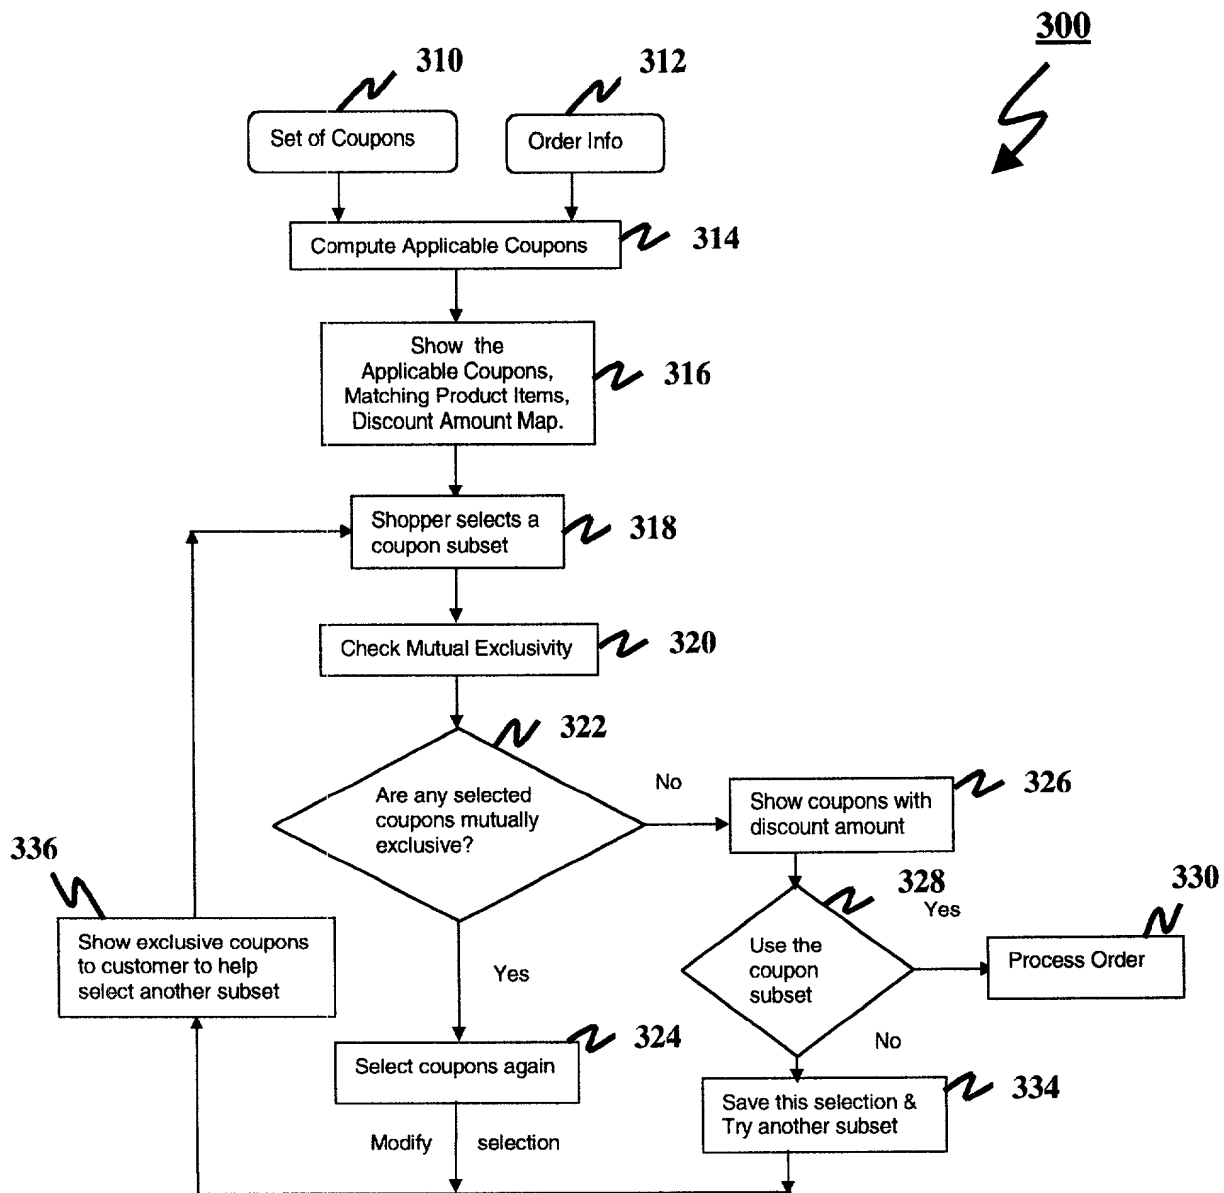 300
310
312
Set of Coupons
Order Info
Compute Applicable Coupons
314
Show the
Applicable Coupons,
Matching Product Items,
Discount Amount Map.
316
Shopper selects a
coupon subset
318
Check Mutual Exclusivity
320
322
Are any selected
coupons mutually
exclusive?
No
Show coupons with
discount amount
326
336
328
Yes
330
Show exclusive coupons
to customer to help
select another subset
Yes
Use the
coupon
subset
Process Order
No
324
Select coupons again
Save this selection &
Try another subset
334
Modify selection